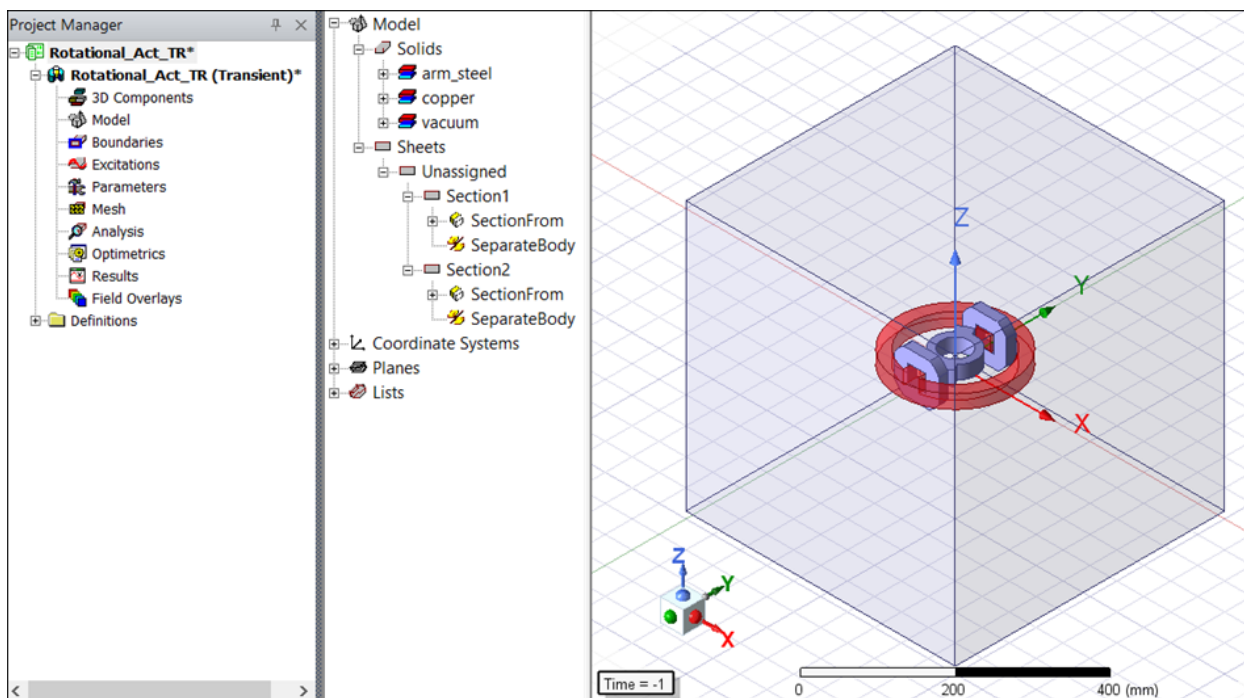 Project Manager
Rotational_Act_TR*
Rotational_Act_TR (Transient)*
3D Components
Model
Boundaries
Excitations
Parameters
Mesh
Analysis
Optimetrics
Results
Field Overlays
Definitions
Model
Solids
arm_steel
copper
vacuum
Sheets
Unassigned
Section1
SectionFrom
SeparateBody
Section2
SectionFrom
SeparateBody
Coordinate Systems
Planes
Lists
Z
Y
X
Z
Y
X
Time = -1
0 200 400 (mm)